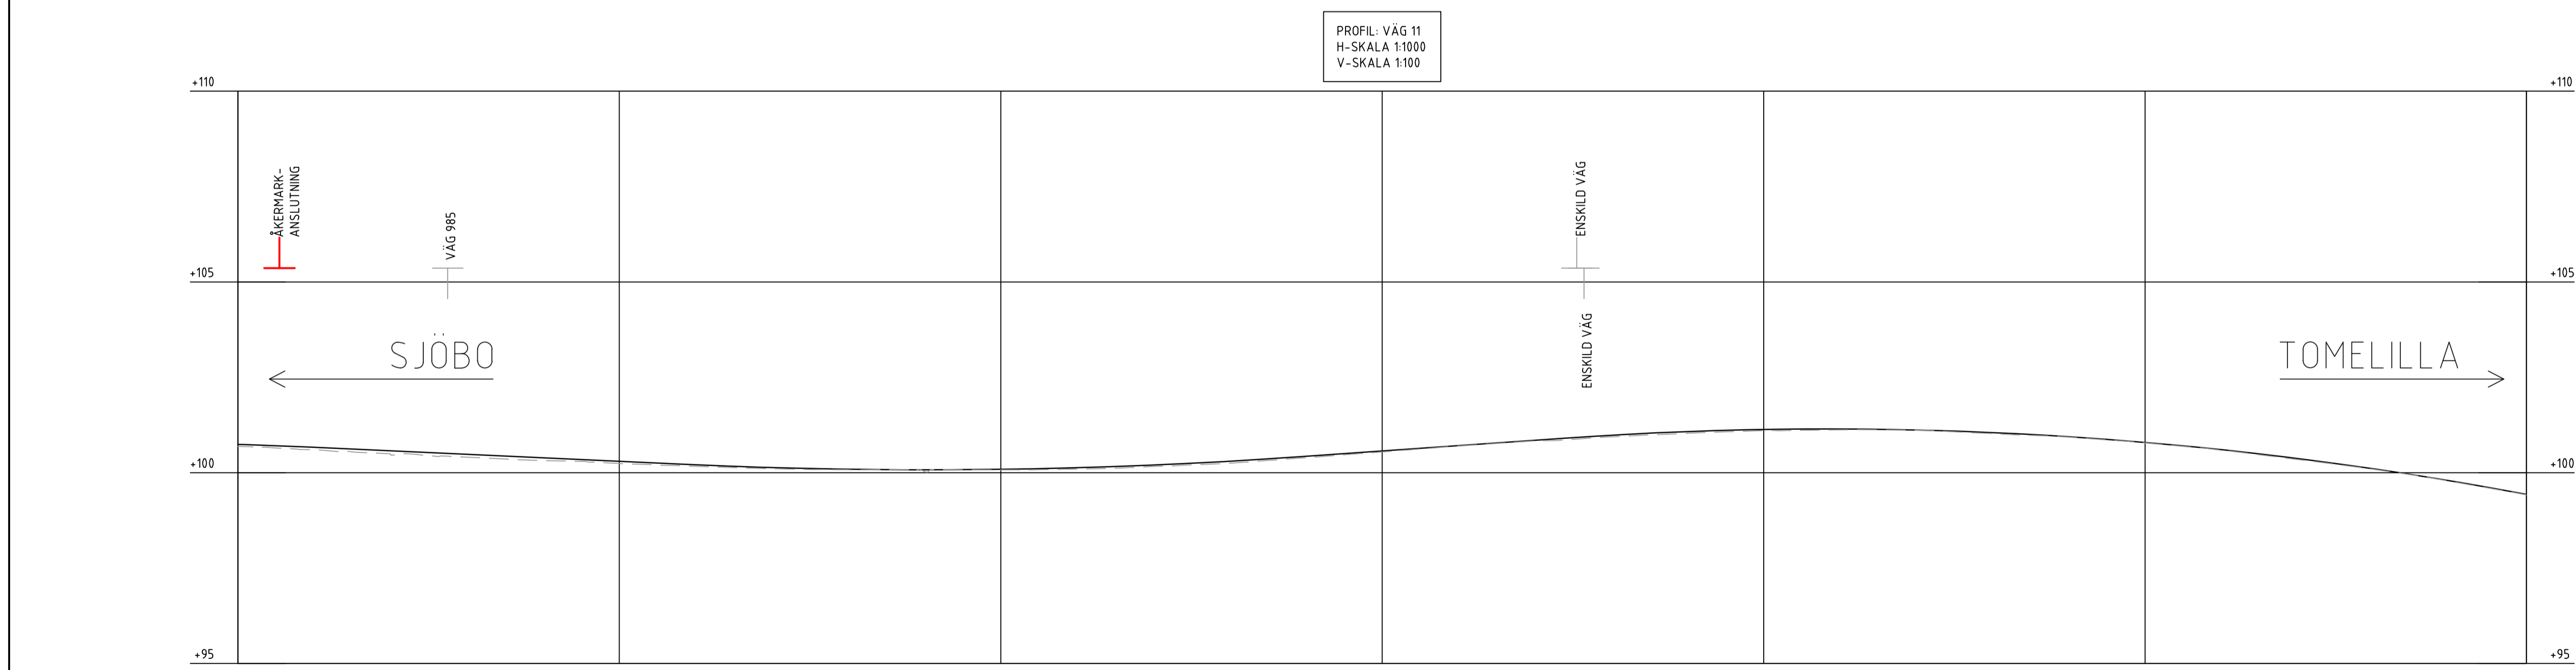 PROFIL: VÄG 11
H-SKALA 1:1000
V-SKALA 1:100
+110
+110
ÅKERMARK-
ANSLUTNING
VÄG 985
ENSKILD VÄG
+105
+105
ENSKILD VÄG
SJÖBO
TOMELILLA
+100
+100
+95
+95